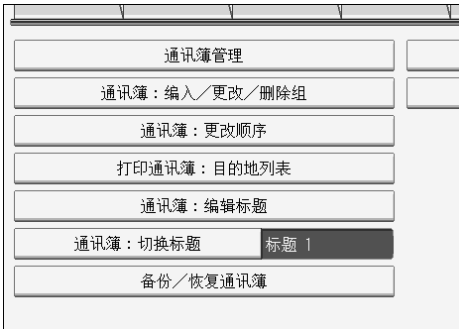 通讯簿管理
通讯簿：编入／更改／删除组
通讯簿：更改顺序
打印通讯簿：目的地列表
通讯簿：编辑标题
通讯簿：切换标题 标题 1
备份／恢复通讯簿